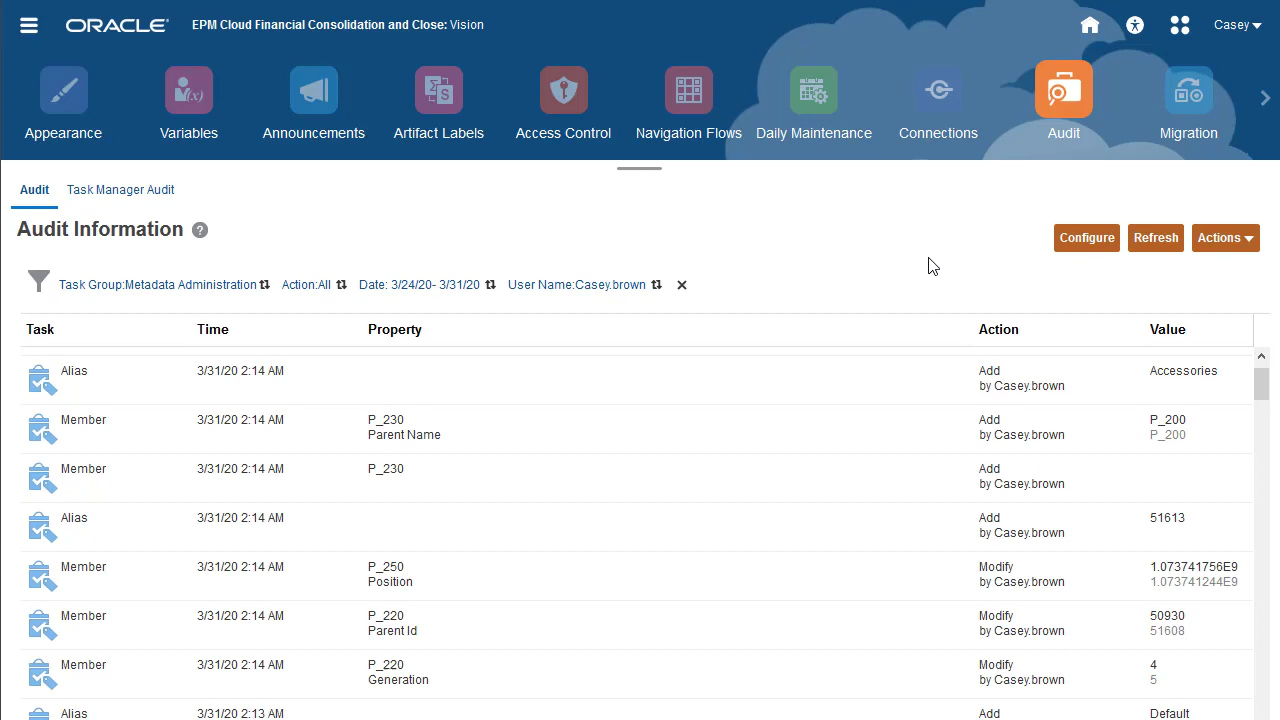 ORACLE EPM Cloud Financial Consolidation and Close: Vision Casey
Appearance Variables Announcements Artifact Labels Access Control Navigation Flows Daily Maintenance Connections Audit Migration
Audit Task Manager Audit
Audit Information ?
Configure Refresh Actions
Task Group:Metadata Administration Action:All Date: 3/24/20- 3/31/20 User Name:Casey.brown
Task Time Property Action Value
Alias 3/31/20 2:14 AM Add Accessories
by Casey.brown
Member 3/31/20 2:14 AM P_230 Add P_200
Parent Name by Casey.brown P_200
Member 3/31/20 2:14 AM P_230 Add
by Casey.brown
Alias 3/31/20 2:14 AM Add 51613
by Casey.brown
Member 3/31/20 2:14 AM P_250 Modify 1.073741756E9
Position by Casey.brown 1.073741244E9
Member 3/31/20 2:14 AM P_220 Modify 50930
Parent Id by Casey.brown 51608
Member 3/31/20 2:14 AM P_220 Modify 4
Generation by Casey.brown 5
Alias 3/31/20 2:13 AM Add Default